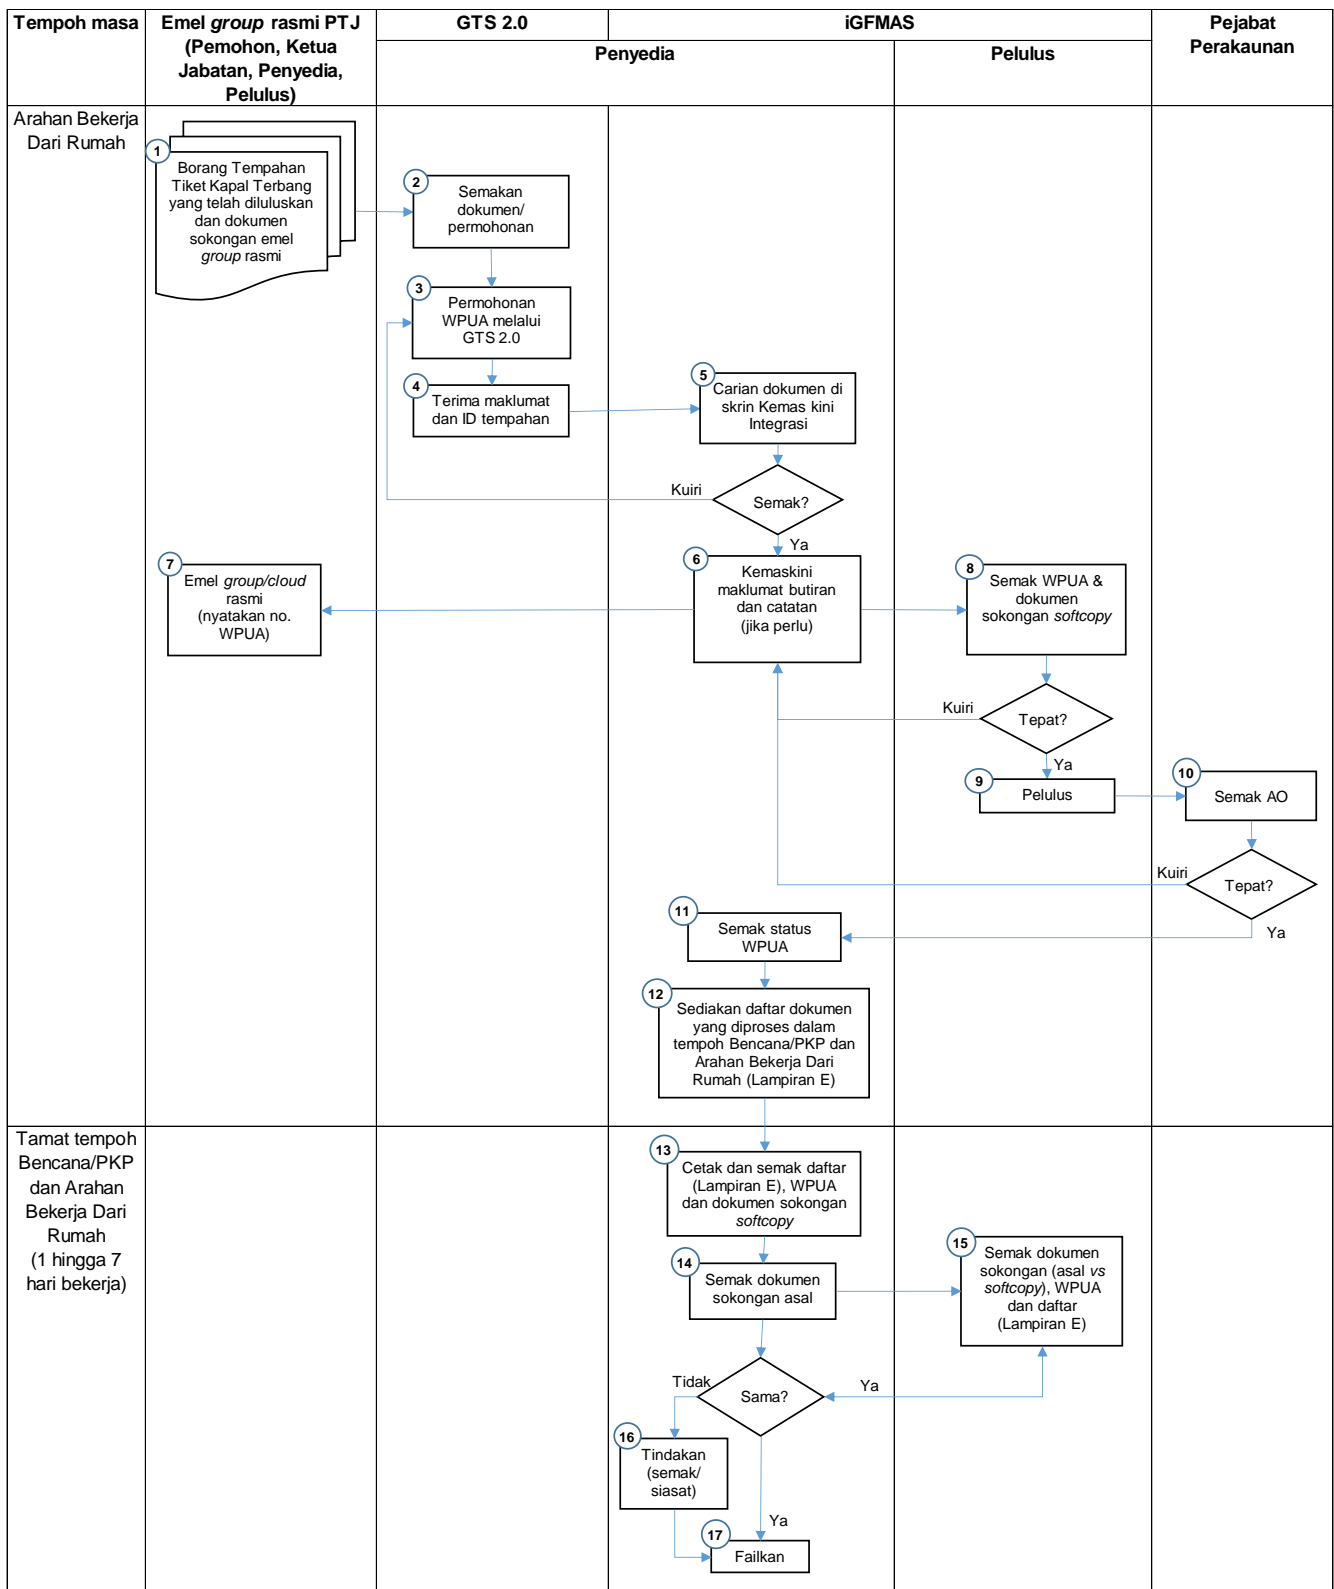 Tempoh masa
Emel group rasmi PTJ
(Pemohon, Ketua
Jabatan, Penyedia,
Pelulus)
GTS 2.0
iGFMAS
Pejabat
Perakaunan
Penyedia
Pelulus
Arahan Bekerja
Dari Rumah
1
Borang Tempahan
Tiket Kapal Terbang
yang telah diluluskan
dan dokumen
sokongan emel
group rasmi
2
Semakan
dokumen/
permohonan
3
Permohonan
WPUA melalui
GTS 2.0
4
Terima maklumat
dan ID tempahan
5
Carian dokumen di
skrin Kemas kini
Integrasi
Kuiri
Semak?
Ya
6
Kemaskini
maklumat butiran
dan catatan
(jika perlu)
7
Emel group/cloud
rasmi
(nyatakan no.
WPUA)
8
Semak WPUA &
dokumen
sokongan softcopy
Kuiri
Tepat?
Ya
9
Pelulus
10
Semak AO
Kuiri
Tepat?
Ya
11
Semak status
WPUA
12
Sediakan daftar dokumen
yang diproses dalam
tempoh Bencana/PKP dan
Arahan Bekerja Dari
Rumah (Lampiran E)
Tamat tempoh
Bencana/PKP
dan Arahan
Bekerja Dari
Rumah
(1 hingga 7
hari bekerja)
13
Cetak dan semak daftar
(Lampiran E), WPUA
dan dokumen sokongan
softcopy
14
Semak dokumen
sokongan asal
15
Semak dokumen
sokongan (asal vs
softcopy), WPUA
dan daftar
(Lampiran E)
Tidak
Sama?
Ya
16
Tindakan
(semak/
siasat)
Ya
17
Failkan